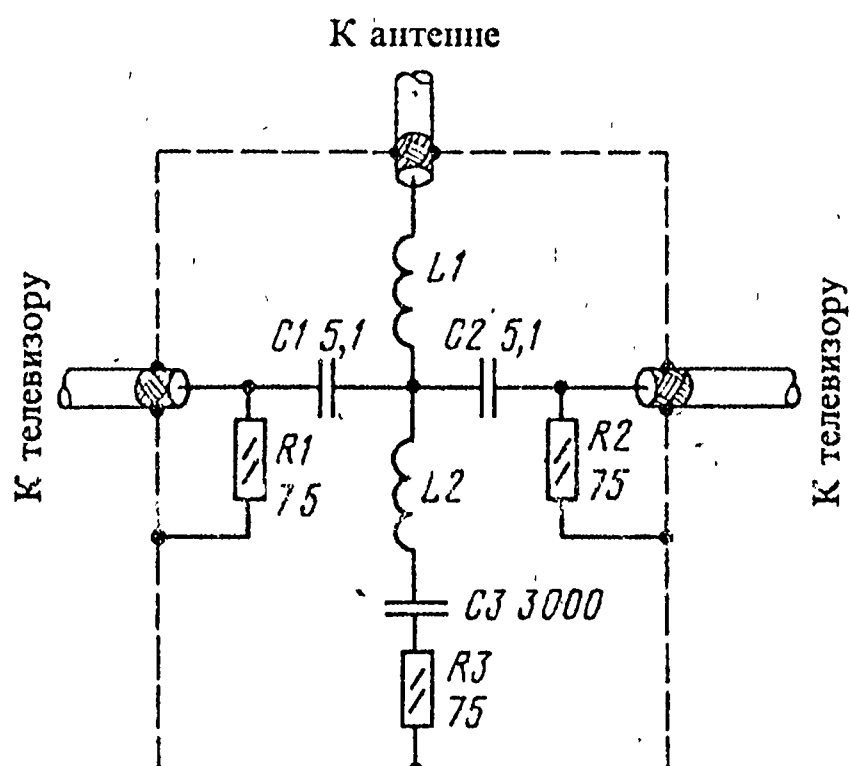 К антенне
L1
C1 5,1
C2 5,1
К телевизору
К телевизору
R1
75
R2
75
L2
C3 3000
R3
75